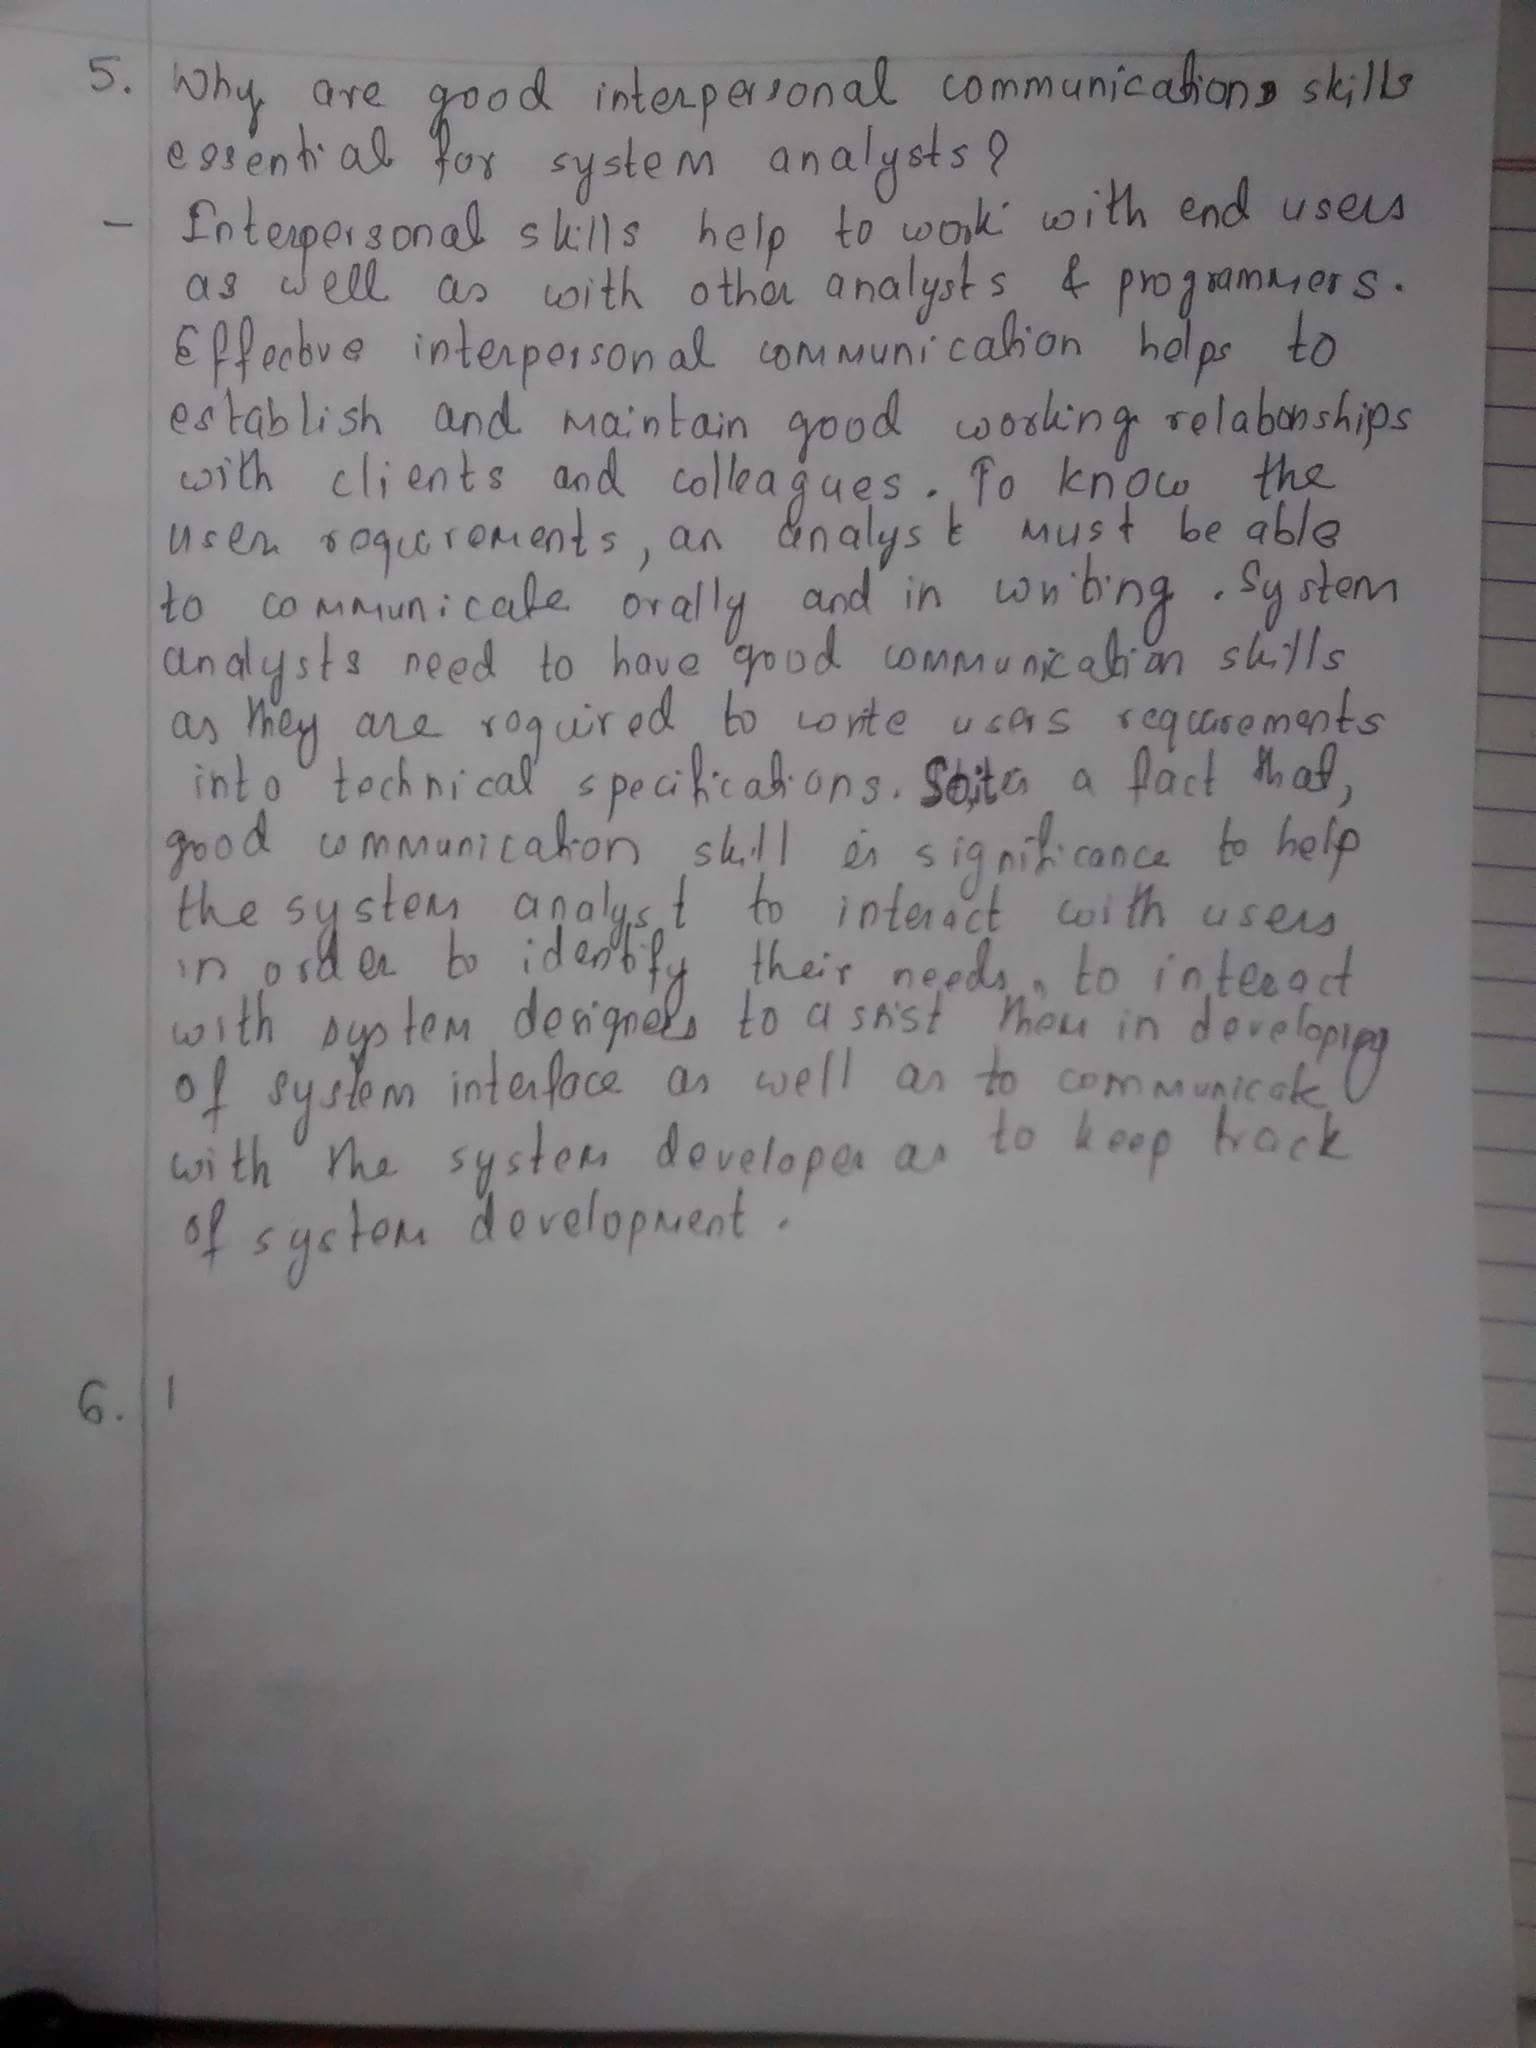 5. Why are good interpersonal communications skills
essential for system analysts?
- Interpersonal skills help to work with end users
as well as with other analysts & programmers.
Effective interpersonal communication helps to
establish and maintain good working relationships
with clients and colleagues. To know the
user requirements, an analyst must be able
to communicate orally and in writing. System
analysts need to have good communication skills
as they are required to write users requirements
into technical specifications. So, it is a fact that,
good communication skill is significance to help
the system analyst to interact with users
in order to identify their needs, to interact
with system designers to assist them in developing
of system interface as well as to communicate
with the system developer as to keep track
of system development.
6. I